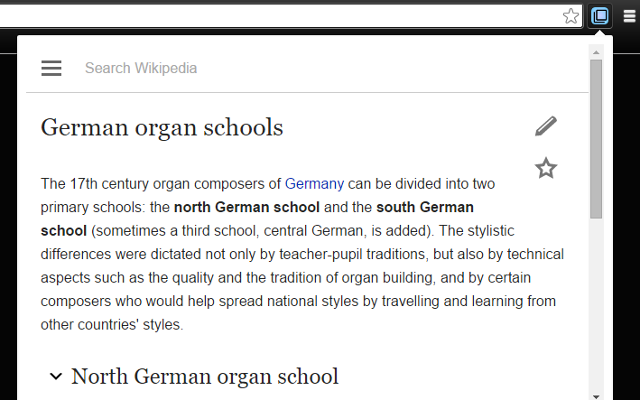 Search Wikipedia
German organ schools
The 17th century organ composers of Germany can be divided into two
primary schools: the north German school and the south German
school (sometimes a third school, central German, is added). The stylistic
differences were dictated not only by teacher-pupil traditions, but also by technical
aspects such as the quality and the tradition of organ building, and by certain
composers who would help spread national styles by travelling and learning from
other countries' styles.
North German organ school